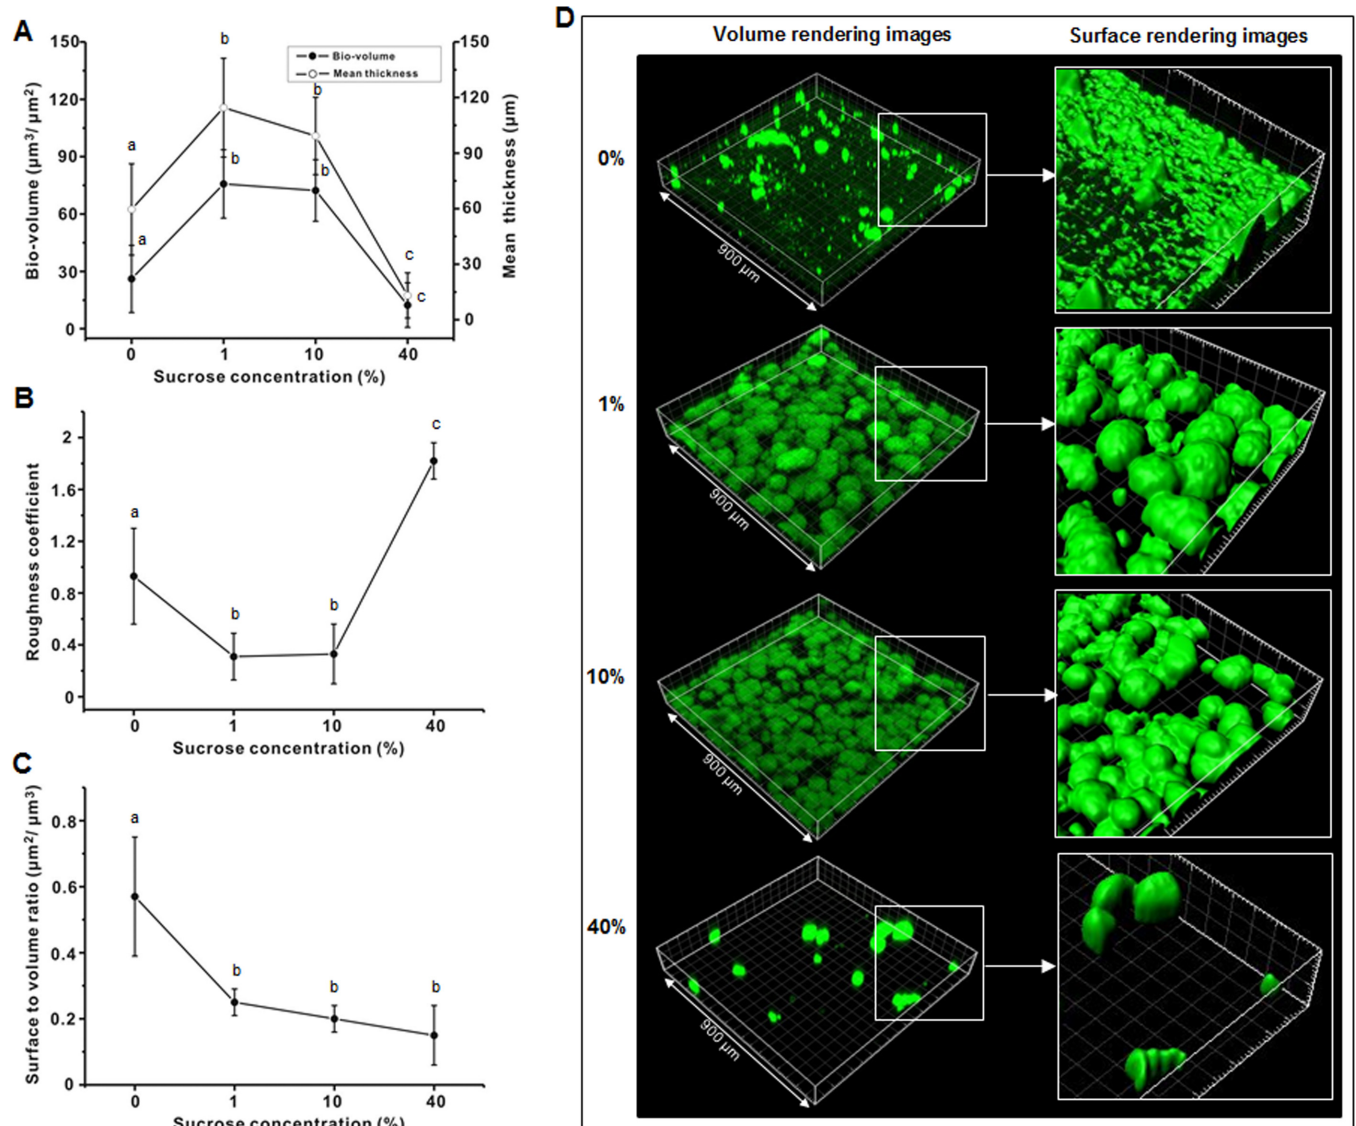 A
Bio-volume (μm³/ μm²)
150
120
90
60
30
0
150
120
90
60
30
0
Mean thickness (μm)
Bio-volume
Mean thickness
a
b
b
c
a
b
b
c
0
1
10
40
Sucrose concentration (%)
B
Roughness coefficient
2
1.6
1.2
0.8
0.4
0
a
b
b
c
0
1
10
40
Sucrose concentration (%)
C
Surface to volume ratio (μm²/ μm³)
0.8
0.6
0.4
0.2
0
a
b
b
b
0
1
10
40
Sucrose concentration (%)
D
Volume rendering images
Surface rendering images
0%
900 μm
1%
900 μm
10%
900 μm
40%
900 μm